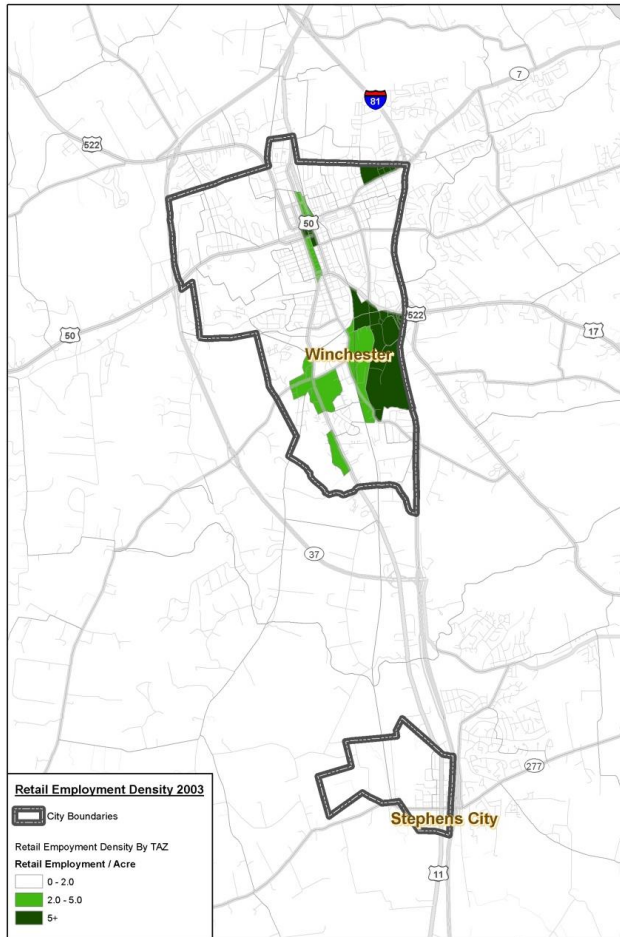 7
81
522
50
522
50
17
Winchester
37
277
Stephens City
11
Retail Employment Density 2003
City Boundaries
Retail Empoyment Density By TAZ
Retail Employment / Acre
0 - 2.0
2.0 - 5.0
5+